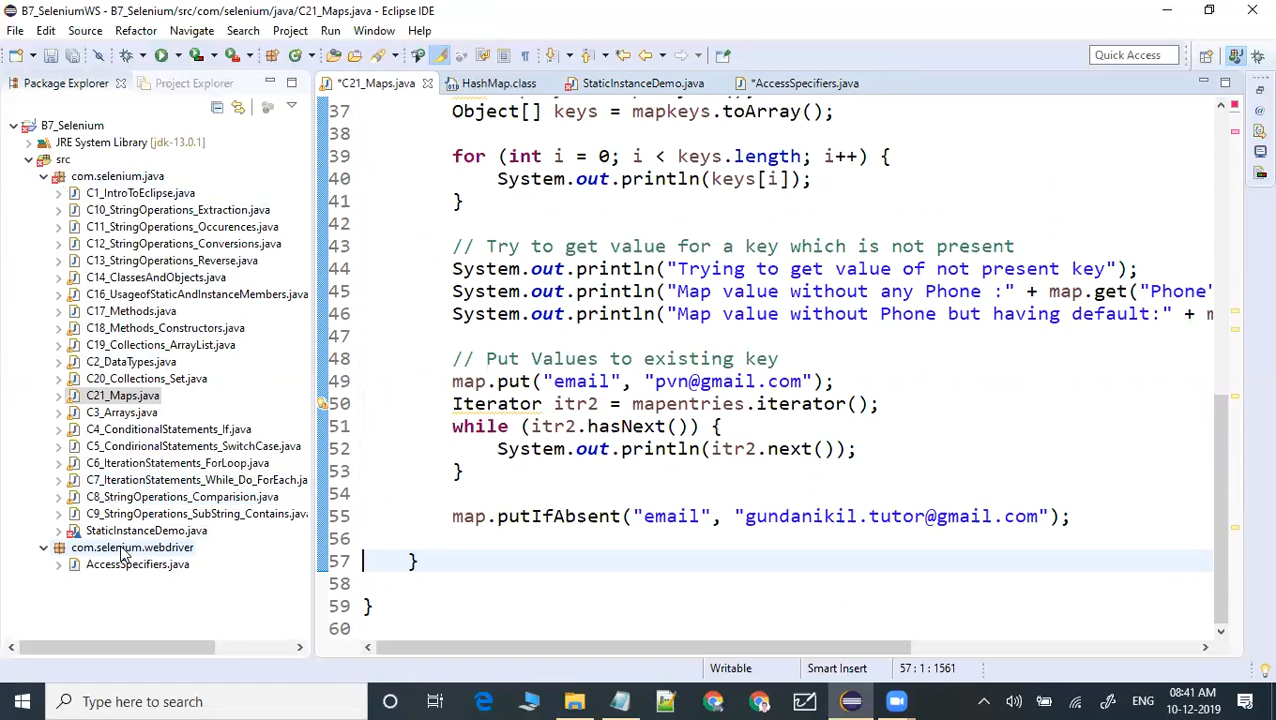 B7_SeleniumWS - B7_Selenium/src/com/selenium/java/C21_Maps.java - Eclipse IDE
File Edit Source Refactor Navigate Search Project Run Window Help
Quick Access
Package Explorer Project Explorer
*C21_Maps.java HashMap.class StaticInstanceDemo.java *AccessSpecifiers.java
B7_Selenium
JRE System Library [jdk-13.0.1]
src
com.selenium.java
C1_IntroToEclipse.java
C10_StringOperations_Extraction.java
C11_StringOperations_Occurences.java
C12_StringOperations_Conversions.java
C13_StringOperations_Reverse.java
C14_ClassesAndObjects.java
C16_UsageofStaticAndInstanceMembers.java
C17_Methods.java
C18_Methods_Constructors.java
C19_Collections_ArrayList.java
C2_DataTypes.java
C20_Collections_Set.java
C21_Maps.java
C3_Arrays.java
C4_ConditionalStatements_If.java
C5_ConditionalStatements_SwitchCase.java
C6_IterationStatements_ForLoop.java
C7_IterationStatements_While_Do_ForEach.ja
C8_StringOperations_Comparision.java
C9_StringOperations_SubString_Contains.java
StaticInstanceDemo.java
com.selenium.webdriver
AccessSpecifiers.java
37 Object[] keys = mapkeys.toArray();
38
39 for (int i = 0; i < keys.length; i++) {
40 System.out.println(keys[i]);
41 }
42
43 // Try to get value for a key which is not present
44 System.out.println("Trying to get value of not present key");
45 System.out.println("Map value without any Phone :" + map.get("Phone"
46 System.out.println("Map value without Phone but having default:" + m
47
48 // Put Values to existing key
49 map.put("email", "pvn@gmail.com");
50 Iterator itr2 = mapentries.iterator();
51 while (itr2.hasNext()) {
52 System.out.println(itr2.next());
53 }
54
55 map.putIfAbsent("email", "gundanikil.tutor@gmail.com");
56
57 }
58
59 }
60
Writable Smart Insert 57 : 1 : 1561
Type here to search
ENG
08:41 AM
10-12-2019